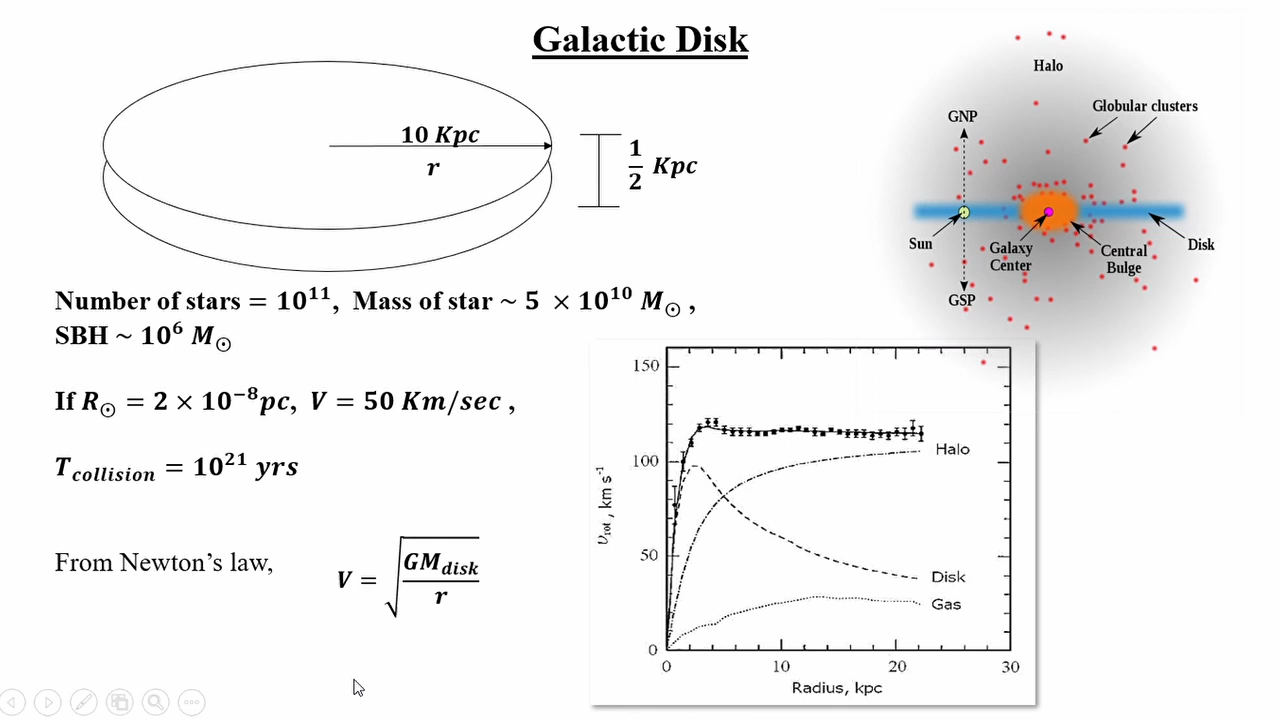 Galactic Disk
10 Kpc
r
1/2 Kpc
Halo
Globular clusters
GNP
Sun
Galaxy
Center
Central
Bulge
Disk
GSP
Number of stars = 10¹¹, Mass of star ~ 5 × 10¹⁰ M⊙ ,
SBH ~ 10⁶ M⊙
If R⊙ = 2 × 10⁻⁸pc, V = 50 Km/sec ,
T_collision = 10²¹ yrs
From Newton’s law, V = √(GM_disk/r)
150
100
50
0
υ_rot , km s⁻¹
Halo
Disk
Gas
0 10 20 30
Radius, kpc